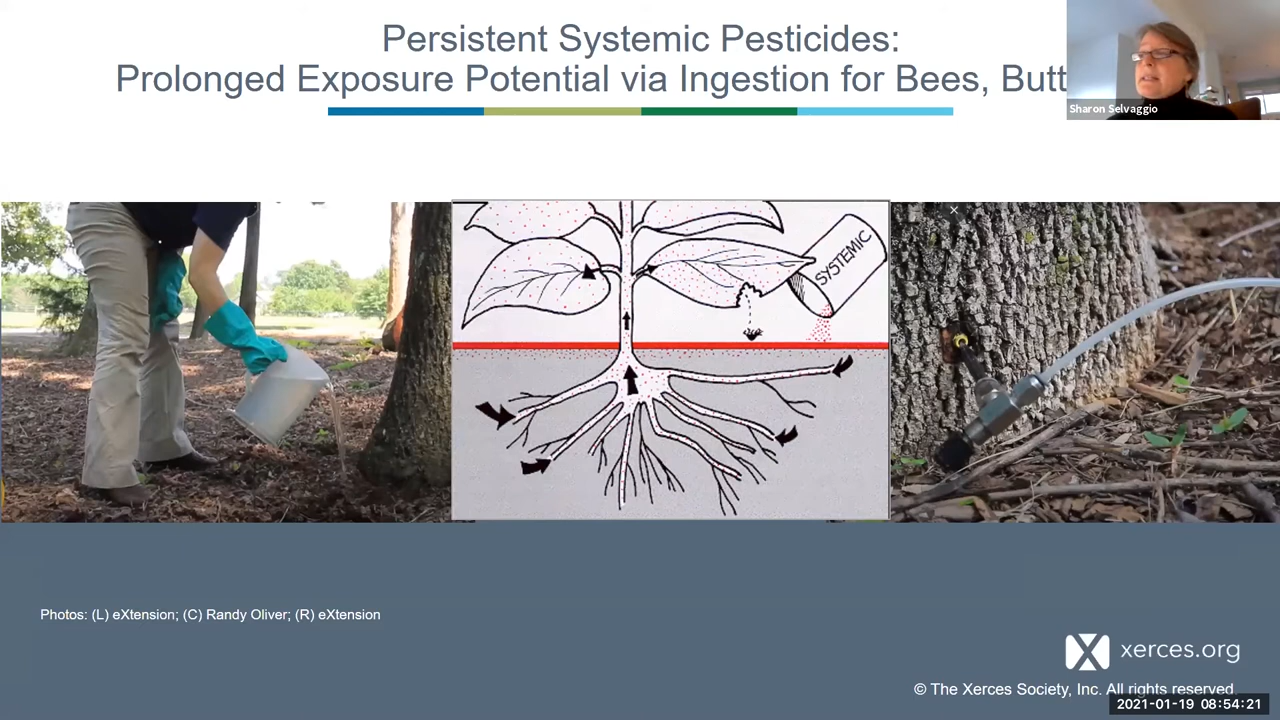 Persistent Systemic Pesticides:
Prolonged Exposure Potential via Ingestion for Bees, Butt
Sharon Selvaggio
SYSTEMIC
Photos: (L) eXtension; (C) Randy Oliver; (R) eXtension
xerces.org
© The Xerces Society, Inc. All rights reserved.
2021-01-19 08:54:21